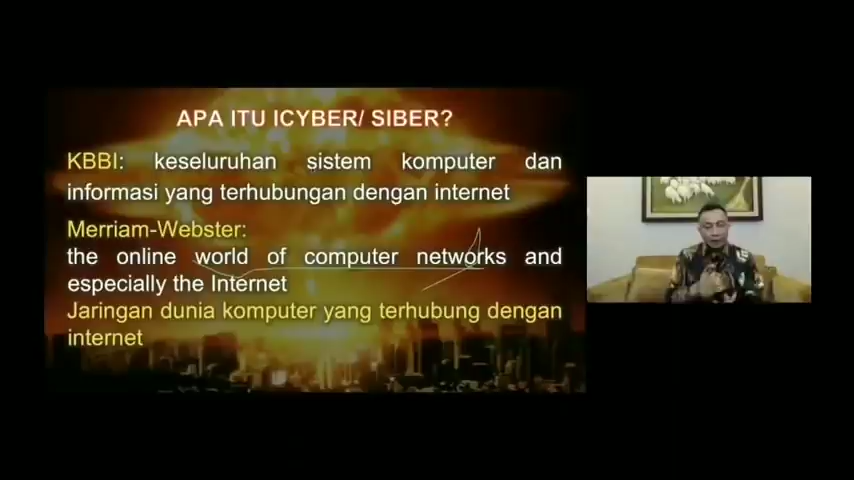 APA ITU ICYBER/ SIBER?
KBBI: keseluruhan sistem komputer dan
informasi yang terhubungan dengan internet
Merriam-Webster:
the online world of computer networks and
especially the Internet
Jaringan dunia komputer yang terhubung dengan
internet